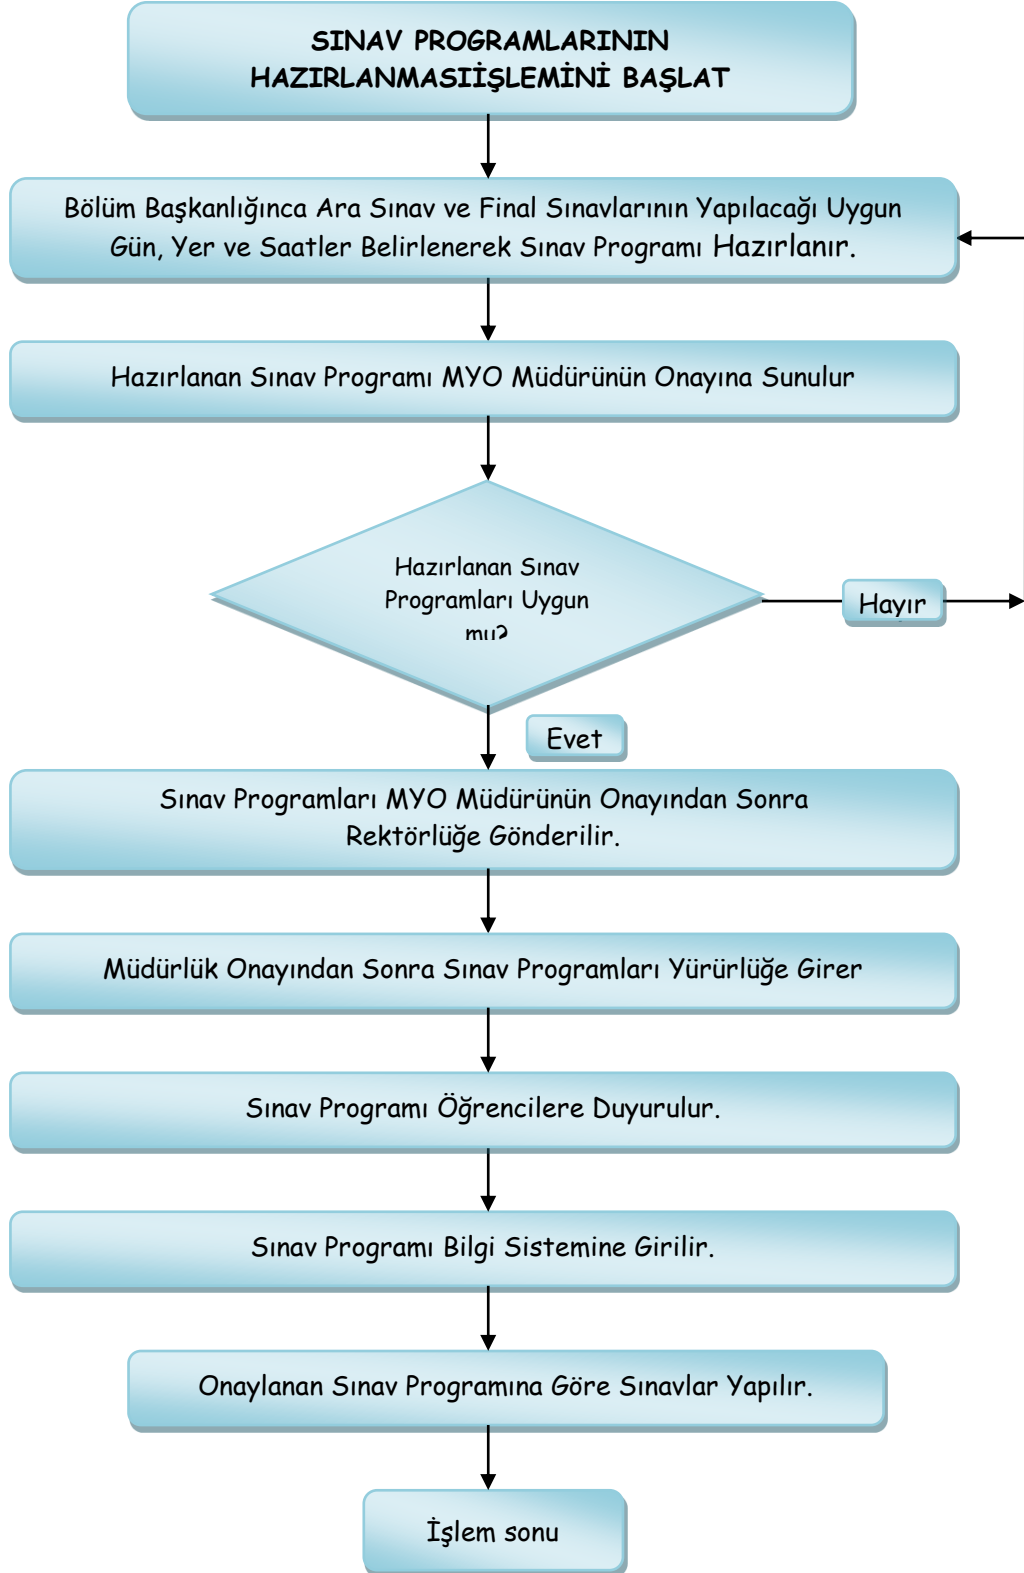 SINAV PROGRAMLARININ
HAZIRLANMASIİŞLEMİNİ BAŞLAT
Bölüm Başkanlığınca Ara Sınav ve Final Sınavlarının Yapılacağı Uygun
Gün, Yer ve Saatler Belirlenerek Sınav Programı Hazırlanır.
Hazırlanan Sınav Programı MYO Müdürünün Onayına Sunulur
Hazırlanan Sınav
Programları Uygun
mu?
Hayır
Evet
Sınav Programları MYO Müdürünün Onayından Sonra
Rektörlüğe Gönderilir.
Müdürlük Onayından Sonra Sınav Programları Yürürlüğe Girer
Sınav Programı Öğrencilere Duyurulur.
Sınav Programı Bilgi Sistemine Girilir.
Onaylanan Sınav Programına Göre Sınavlar Yapılır.
İşlem sonu